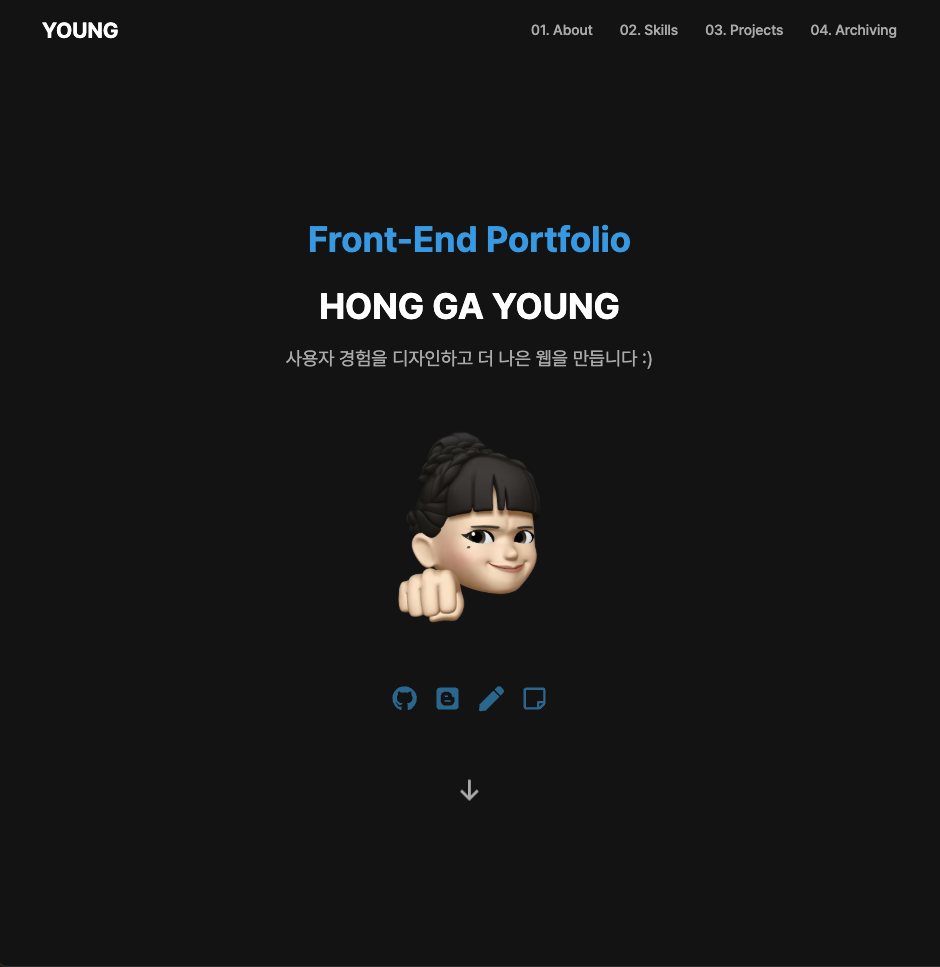 YOUNG
01. About 02. Skills 03. Projects 04. Archiving
Front-End Portfolio
HONG GA YOUNG
사용자 경험을 디자인하고 더 나은 웹을 만듭니다 :)